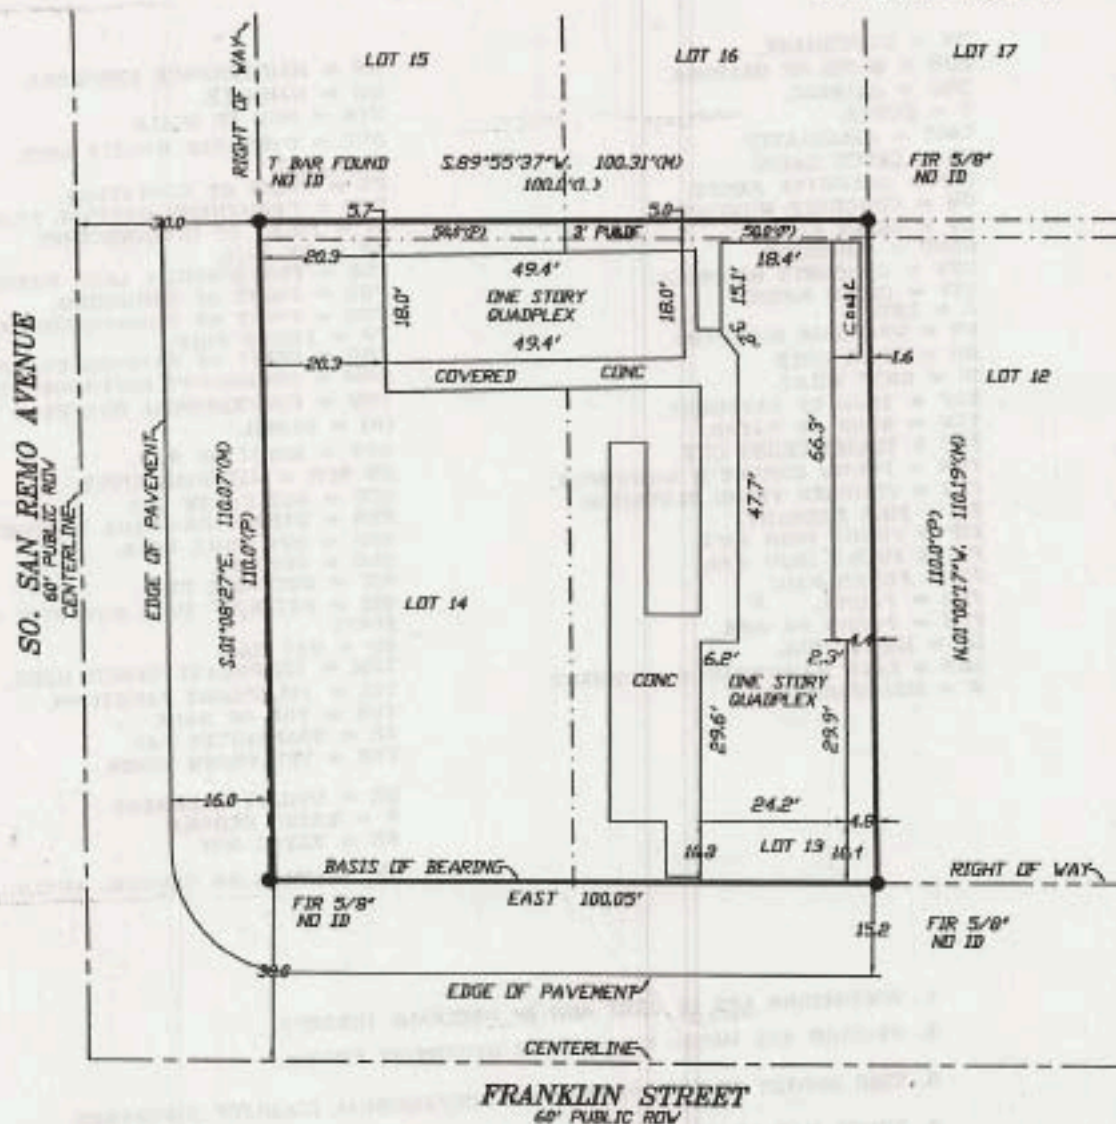 LOT 15
LOT 16
LOT 17
RIGHT OF WAY
T BAR FOUND
NO ID
S.89°55'37"W. 100.31'(M)
FIR 5/8"
NO ID
30.0
5.7
5.0
50.0'(P)
3' PUB/DE
50.0'(P)
20.9
49.4'
18.4'
15.1'
ONE STORY
QUADPLEX
18.0'
18.0'
49.4'
CONC
20.3
COVERED
CONC
1.6
LOT 12
SO. SAN REMO AVENUE
60' PUBLIC ROW
CENTERLINE
EDGE OF PAVEMENT
S.01°08'27"E. 110.07'(M)
110.0'(P)
66.3'
47.7'
110.0'(P)
N.01°00'17"W. 110.19'(M)
LOT 14
4.4
6.2'
2.3'
CONC
ONE STORY
QUADPLEX
29.6'
29.9'
16.0
24.2'
LOT 13
BASIS OF BEARING
RIGHT OF WAY
EAST 100.05'
FIR 5/8"
NO ID
FIR 5/8"
NO ID
15.2
EDGE OF PAVEMENT
CENTERLINE
FRANKLIN STREET
60' PUBLIC ROW